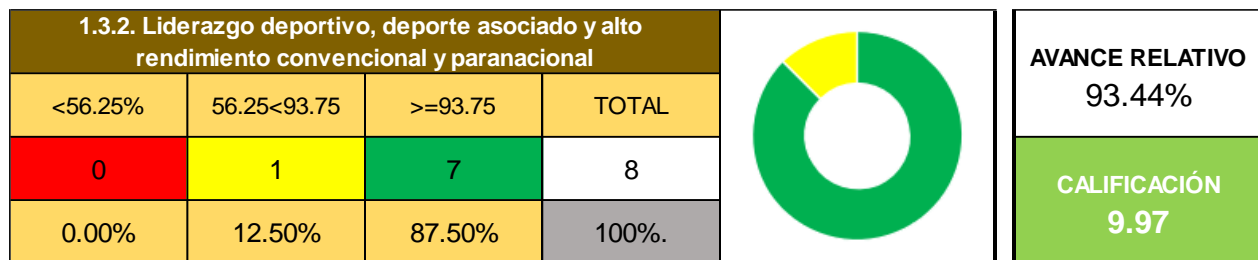 1.3.2. Liderazgo deportivo, deporte asociado y alto
rendimiento convencional y paranacional
<56.25% 56.25<93.75 >=93.75 TOTAL
0 1 7 8
0.00% 12.50% 87.50% 100%.
AVANCE RELATIVO
93.44%
CALIFICACIÓN
9.97